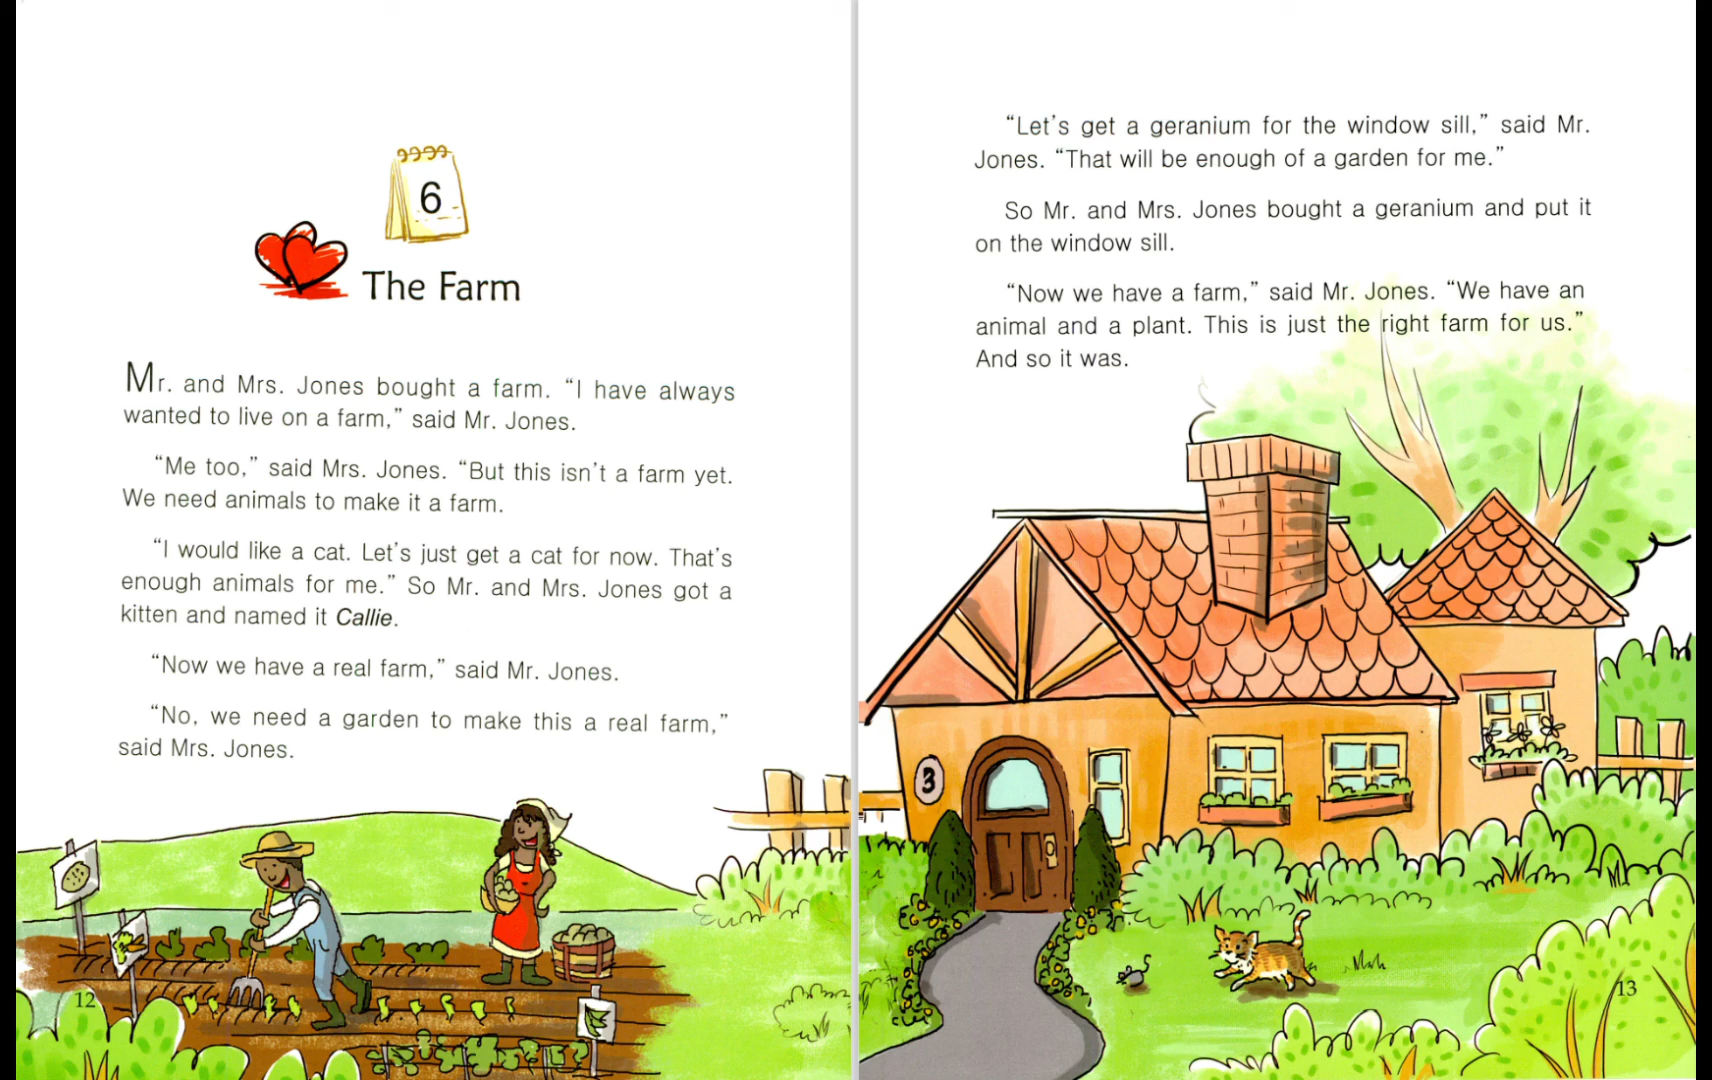 6
The Farm
Mr. and Mrs. Jones bought a farm. “I have always
wanted to live on a farm,” said Mr. Jones.
“Me too,” said Mrs. Jones. “But this isn’t a farm yet.
We need animals to make it a farm.
“I would like a cat. Let’s just get a cat for now. That’s
enough animals for me.” So Mr. and Mrs. Jones got a
kitten and named it Callie.
“Now we have a real farm,” said Mr. Jones.
“No, we need a garden to make this a real farm,”
said Mrs. Jones.
12
“Let’s get a geranium for the window sill,” said Mr.
Jones. “That will be enough of a garden for me.”
So Mr. and Mrs. Jones bought a geranium and put it
on the window sill.
“Now we have a farm,” said Mr. Jones. “We have an
animal and a plant. This is just the right farm for us.”
And so it was.
3
13